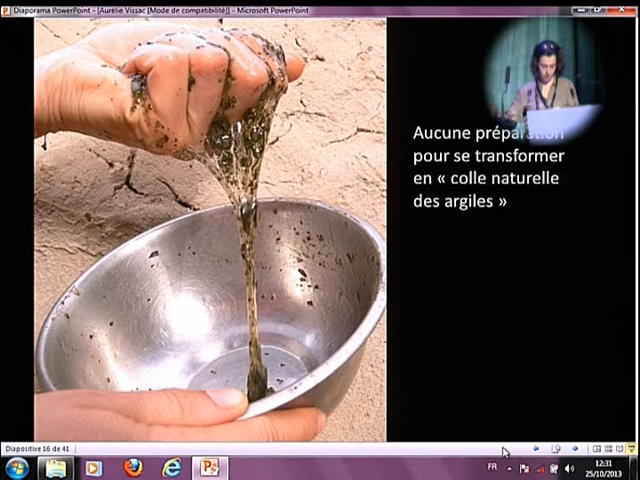 Diaporama PowerPoint - [Aurélie Vissac [Mode de compatibilité]] - Microsoft PowerPoint
Aucune préparation
pour se transformer
en « colle naturelle
des argiles »
Diapositive 16 de 41
FR
12:31
25/10/2013